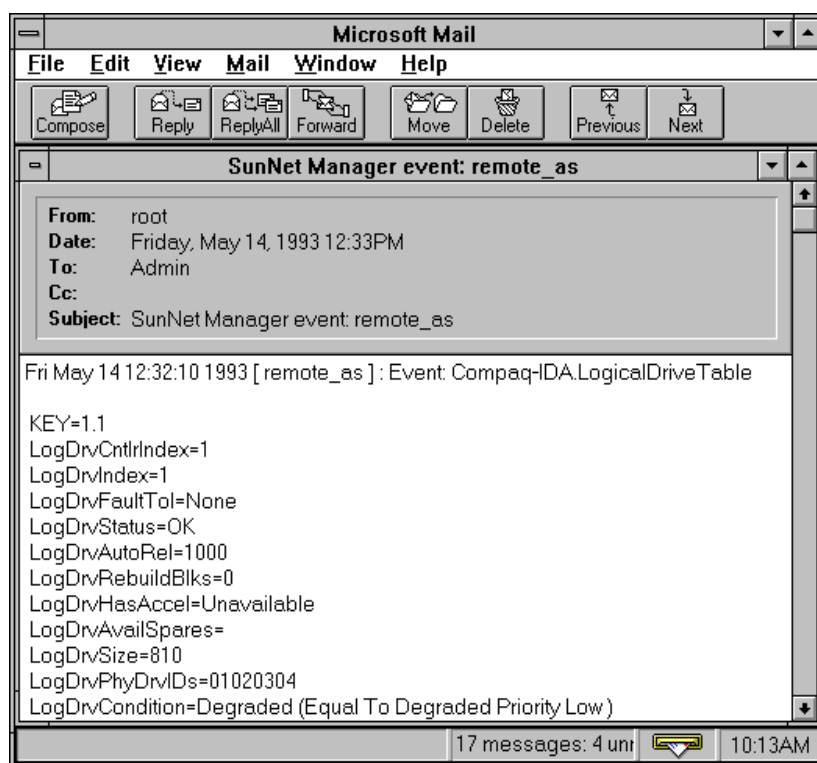 Microsoft Mail
File Edit View Mail Window Help
Compose Reply ReplyAll Forward Move Delete Previous Next
SunNet Manager event: remote_as
From: root
Date: Friday, May 14, 1993 12:33PM
To: Admin
Cc:
Subject: SunNet Manager event: remote_as
Fri May 14 12:32:10 1993 [ remote_as ] : Event: Compaq-IDA.LogicalDriveTable
KEY=1.1
LogDrvCntlrIndex=1
LogDrvIndex=1
LogDrvFaultTol=None
LogDrvStatus=OK
LogDrvAutoRel=1000
LogDrvRebuildBlks=0
LogDrvHasAccel=Unavailable
LogDrvAvailSpares=
LogDrvSize=810
LogDrvPhyDrvIDs=01020304
LogDrvCondition=Degraded (Equal To Degraded Priority Low )
17 messages: 4 unr 10:13AM